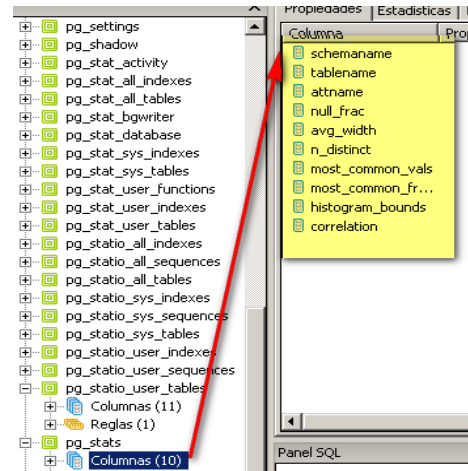 pg_settings
pg_shadow
pg_stat_activity
pg_stat_all_indexes
pg_stat_all_tables
pg_stat_bgwriter
pg_stat_database
pg_stat_sys_indexes
pg_stat_sys_tables
pg_stat_user_functions
pg_stat_user_indexes
pg_stat_user_tables
pg_statio_all_indexes
pg_statio_all_sequences
pg_statio_all_tables
pg_statio_sys_indexes
pg_statio_sys_sequences
pg_statio_sys_tables
pg_statio_user_indexes
pg_statio_user_sequences
pg_statio_user_tables
Columnas (11)
Reglas (1)
pg_stats
Columnas (10)
Propiedades Estadísticas
Columna Pro
schemaname
tablename
attname
null_frac
avg_width
n_distinct
most_common_vals
most_common_fr...
histogram_bounds
correlation
Panel SQL